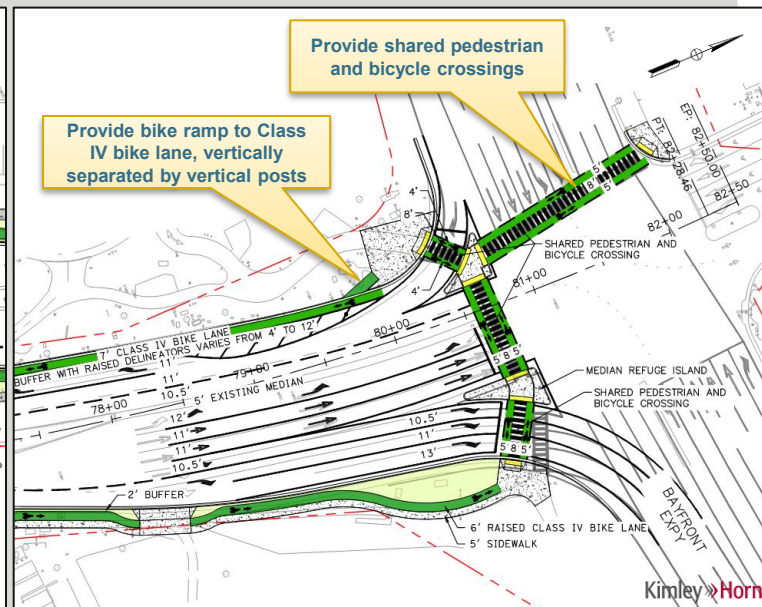 Provide shared pedestrian
and bicycle crossings
Provide bike ramp to Class
IV bike lane, vertically
separated by vertical posts
EP: 82+50.00
PT: 82+28.46
82+50
82+00
81+00
80+00
79+00
78+00
5'
8'
5'
4'
8'
4'
SHARED PEDESTRIAN AND
BICYCLE CROSSING
7' CLASS IV BIKE LANE
BUFFER WITH RAISED DELINEATORS VARIES FROM 4' TO 12'
11'
11'
10.5'
5' EXISTING MEDIAN
12'
11'
11'
10.5'
5' 8' 5'
MEDIAN REFUGE ISLAND
SHARED PEDESTRIAN AND
BICYCLE CROSSING
10.5'
11'
13'
5' 8' 5'
2' BUFFER
6' RAISED CLASS IV BIKE LANE
5' SIDEWALK
BAYFRONT
EXPY
Kimley»Horn